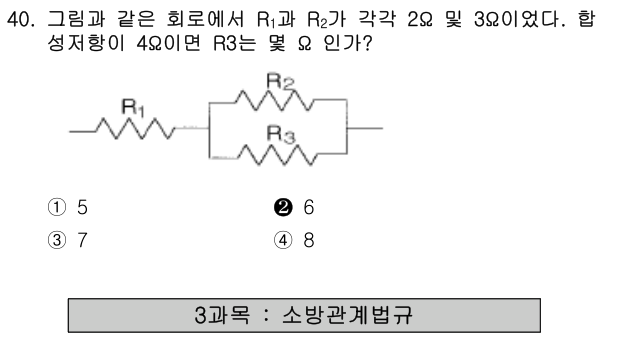 40. 그림과 같은 회로에서 R₁과 R₂가 각각 2Ω 및 3Ω이었다. 합
성저항이 4Ω이면 R3는 몇 Ω 인가?
R₂
R₁
R₃
① 5 ❷ 6
③ 7 ④ 8
3과목 : 소방관계법규